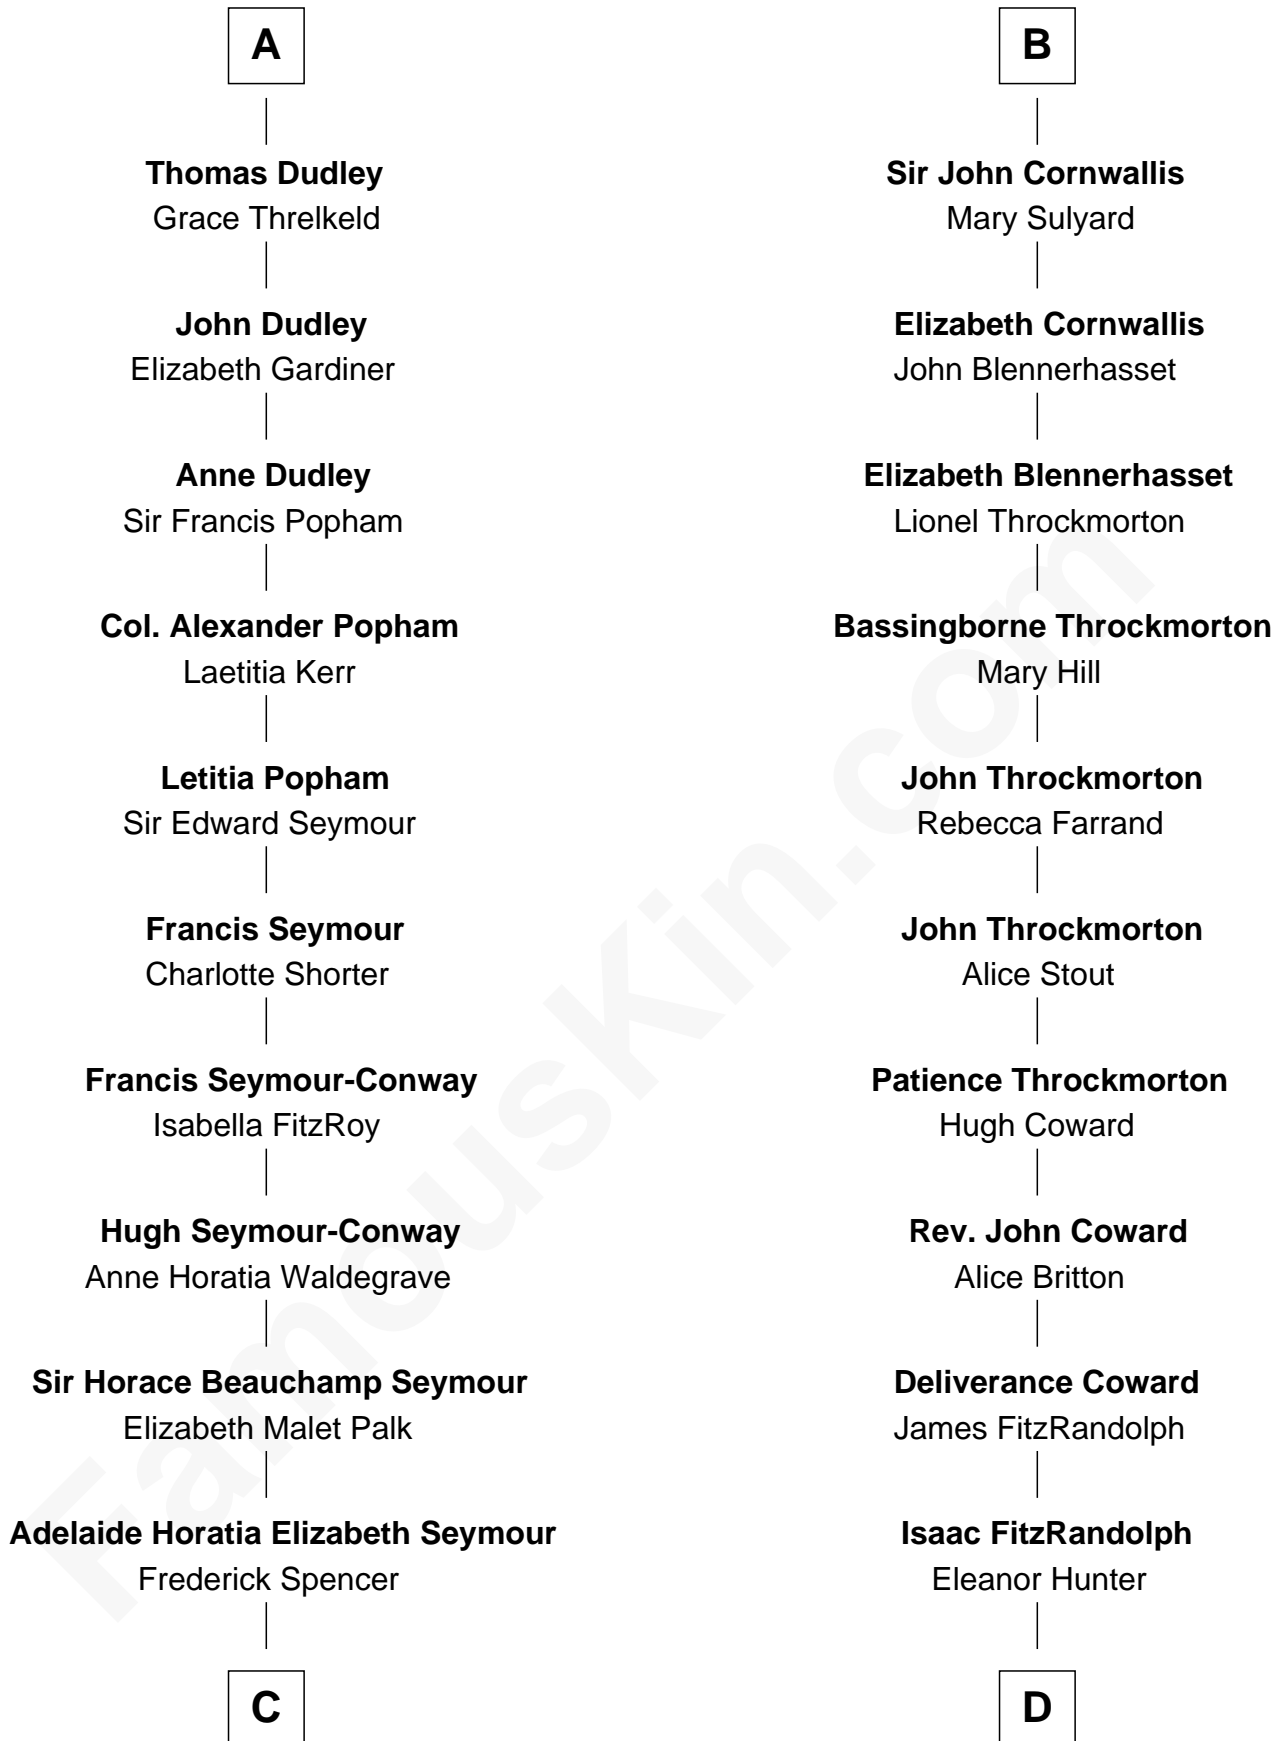 A
Thomas Dudley
Grace Threlkeld
John Dudley
Elizabeth Gardiner
Anne Dudley
Sir Francis Popham
Col. Alexander Popham
Laetitia Kerr
Letitia Popham
Sir Edward Seymour
Francis Seymour
Charlotte Shorter
Francis Seymour-Conway
Isabella FitzRoy
Hugh Seymour-Conway
Anne Horatia Waldegrave
Sir Horace Beauchamp Seymour
Elizabeth Malet Palk
Adelaide Horatia Elizabeth Seymour
Frederick Spencer
C
B
Sir John Cornwallis
Mary Sulyard
Elizabeth Cornwallis
John Blennerhasset
Elizabeth Blennerhasset
Lionel Throckmorton
Bassingborne Throckmorton
Mary Hill
John Throckmorton
Rebecca Farrand
John Throckmorton
Alice Stout
Patience Throckmorton
Hugh Coward
Rev. John Coward
Alice Britton
Deliverance Coward
James FitzRandolph
Isaac FitzRandolph
Eleanor Hunter
D
FamousKin.com